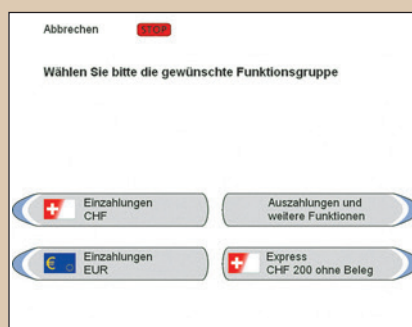 Abbrechen STOP
Wählen Sie bitte die gewünschte Funktionsgruppe
Einzahlungen
CHF
Auszahlungen und
weitere Funktionen
€ Einzahlungen
EUR
Express
CHF 200 ohne Beleg